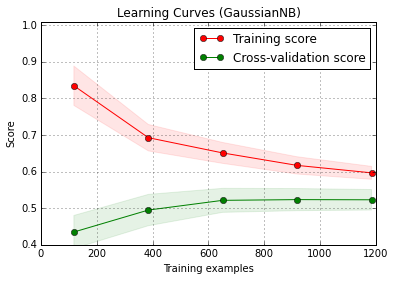 Learning Curves (GaussianNB)
Training score
Cross-validation score
Score
1.0
0.9
0.8
0.7
0.6
0.5
0.4
0 200 400 600 800 1000 1200
Training examples